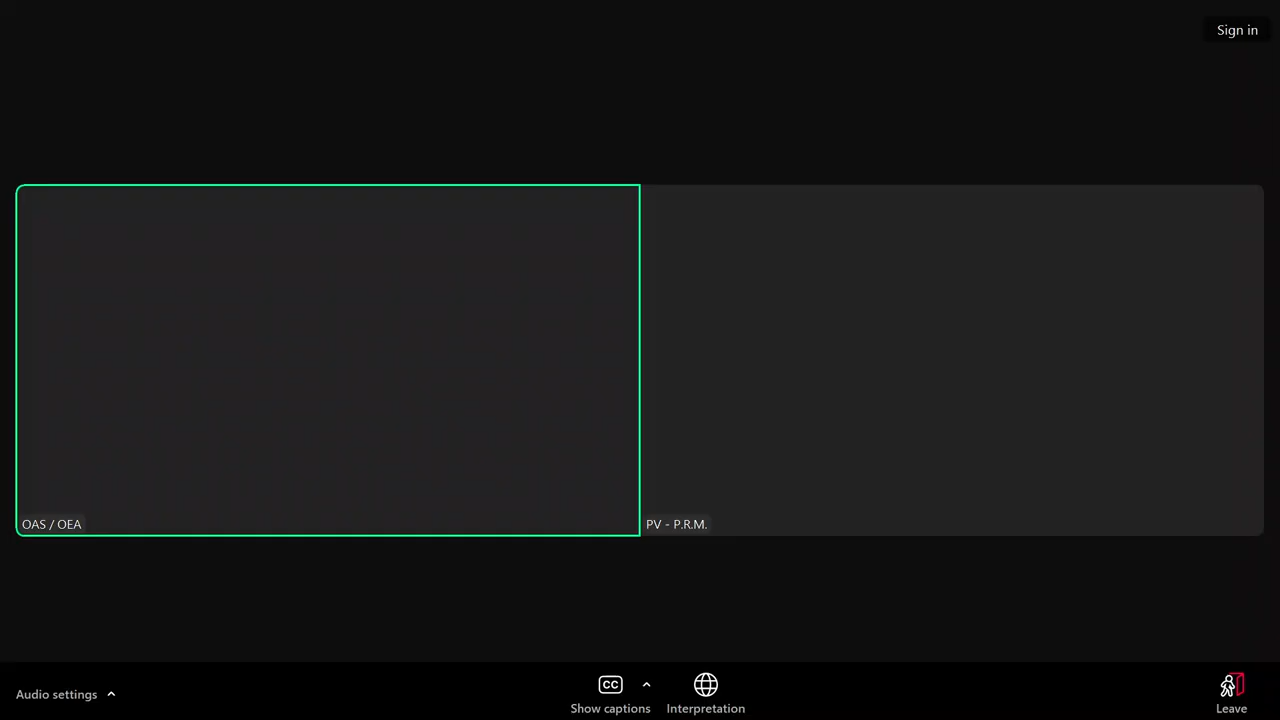 Sign in
OAS / OEA
PV - P.R.M.
Audio settings
CC
Show captions
Interpretation
Leave